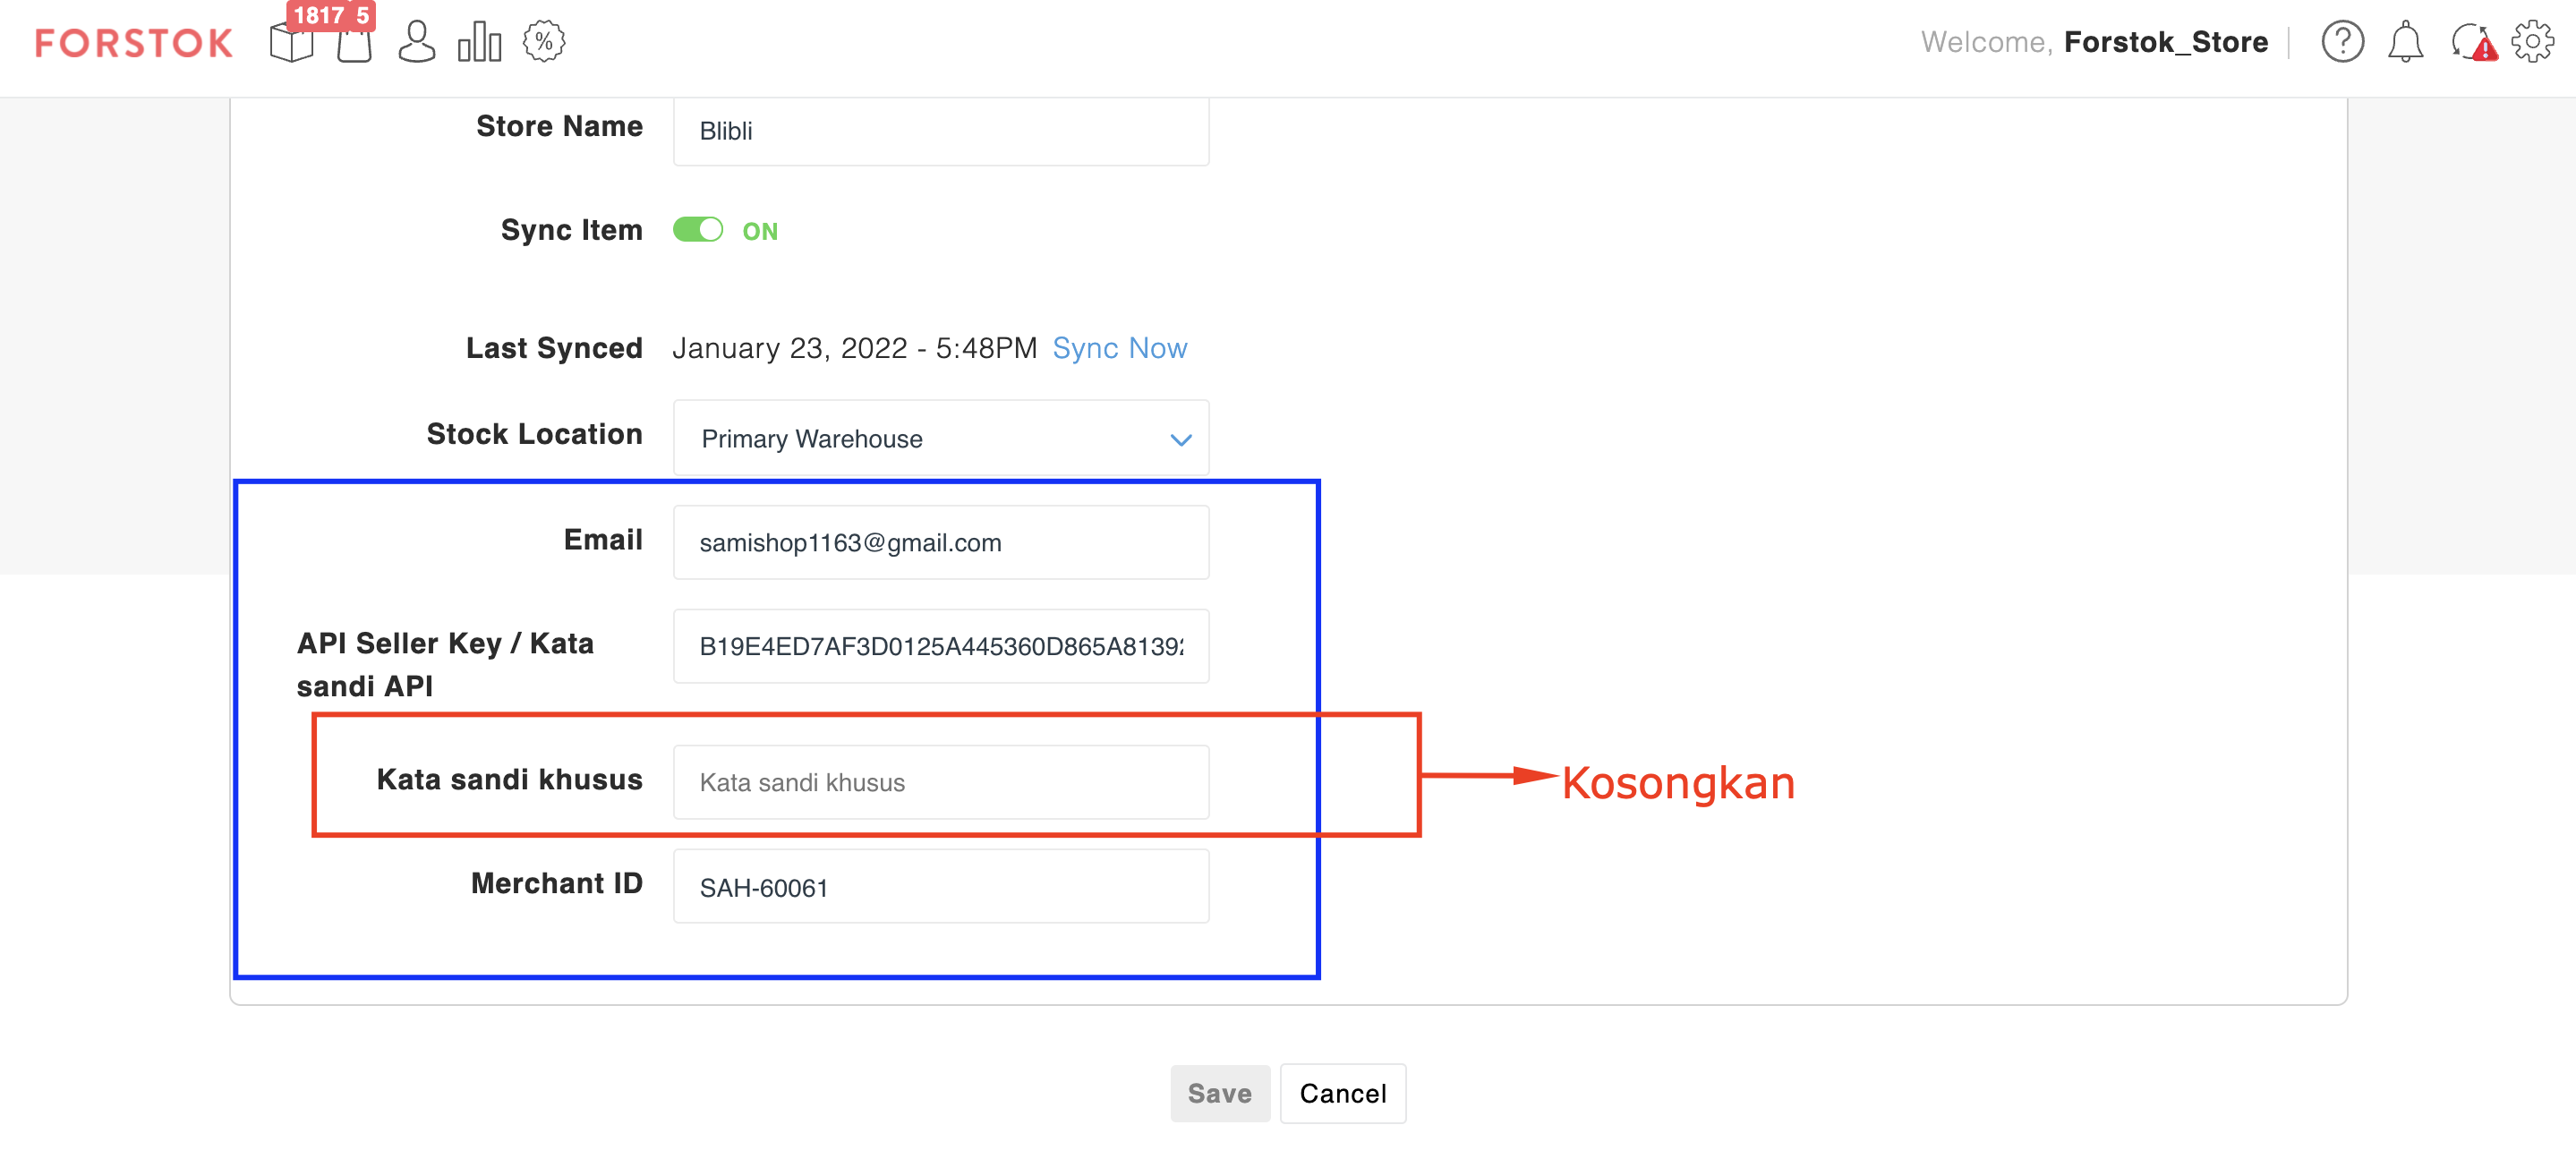 FORSTOK
1817 5
%
Welcome, Forstok_Store
?
Store Name Blibli
Sync Item ON
Last Synced January 23, 2022 - 5:48PM Sync Now
Stock Location Primary Warehouse
Email samishop1163@gmail.com
API Seller Key / Kata
sandi API
B19E4ED7AF3D0125A445360D865A8139
Kata sandi khusus Kata sandi khusus
Kosongkan
Merchant ID SAH-60061
Save Cancel